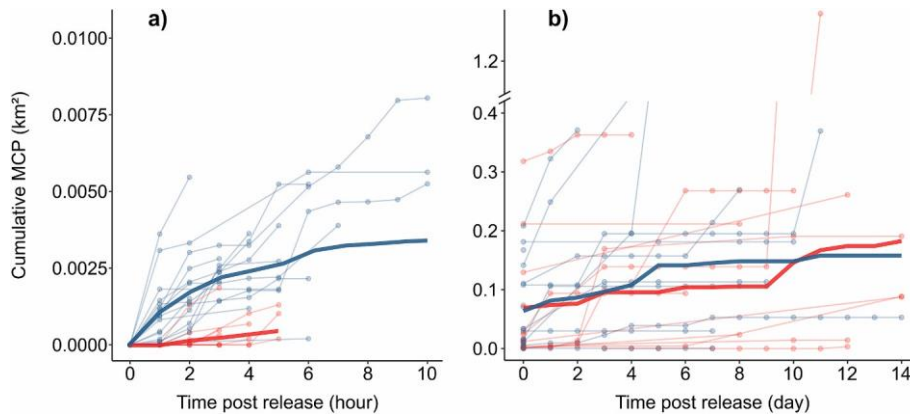 a)
b)
Cumulative MCP (km²)
0.0100
0.0075
0.0050
0.0025
0.0000
0 2 4 6 8 10
Time post release (hour)
1.2
0.4
0.3
0.2
0.1
0.0
0 2 4 6 8 10 12 14
Time post release (day)